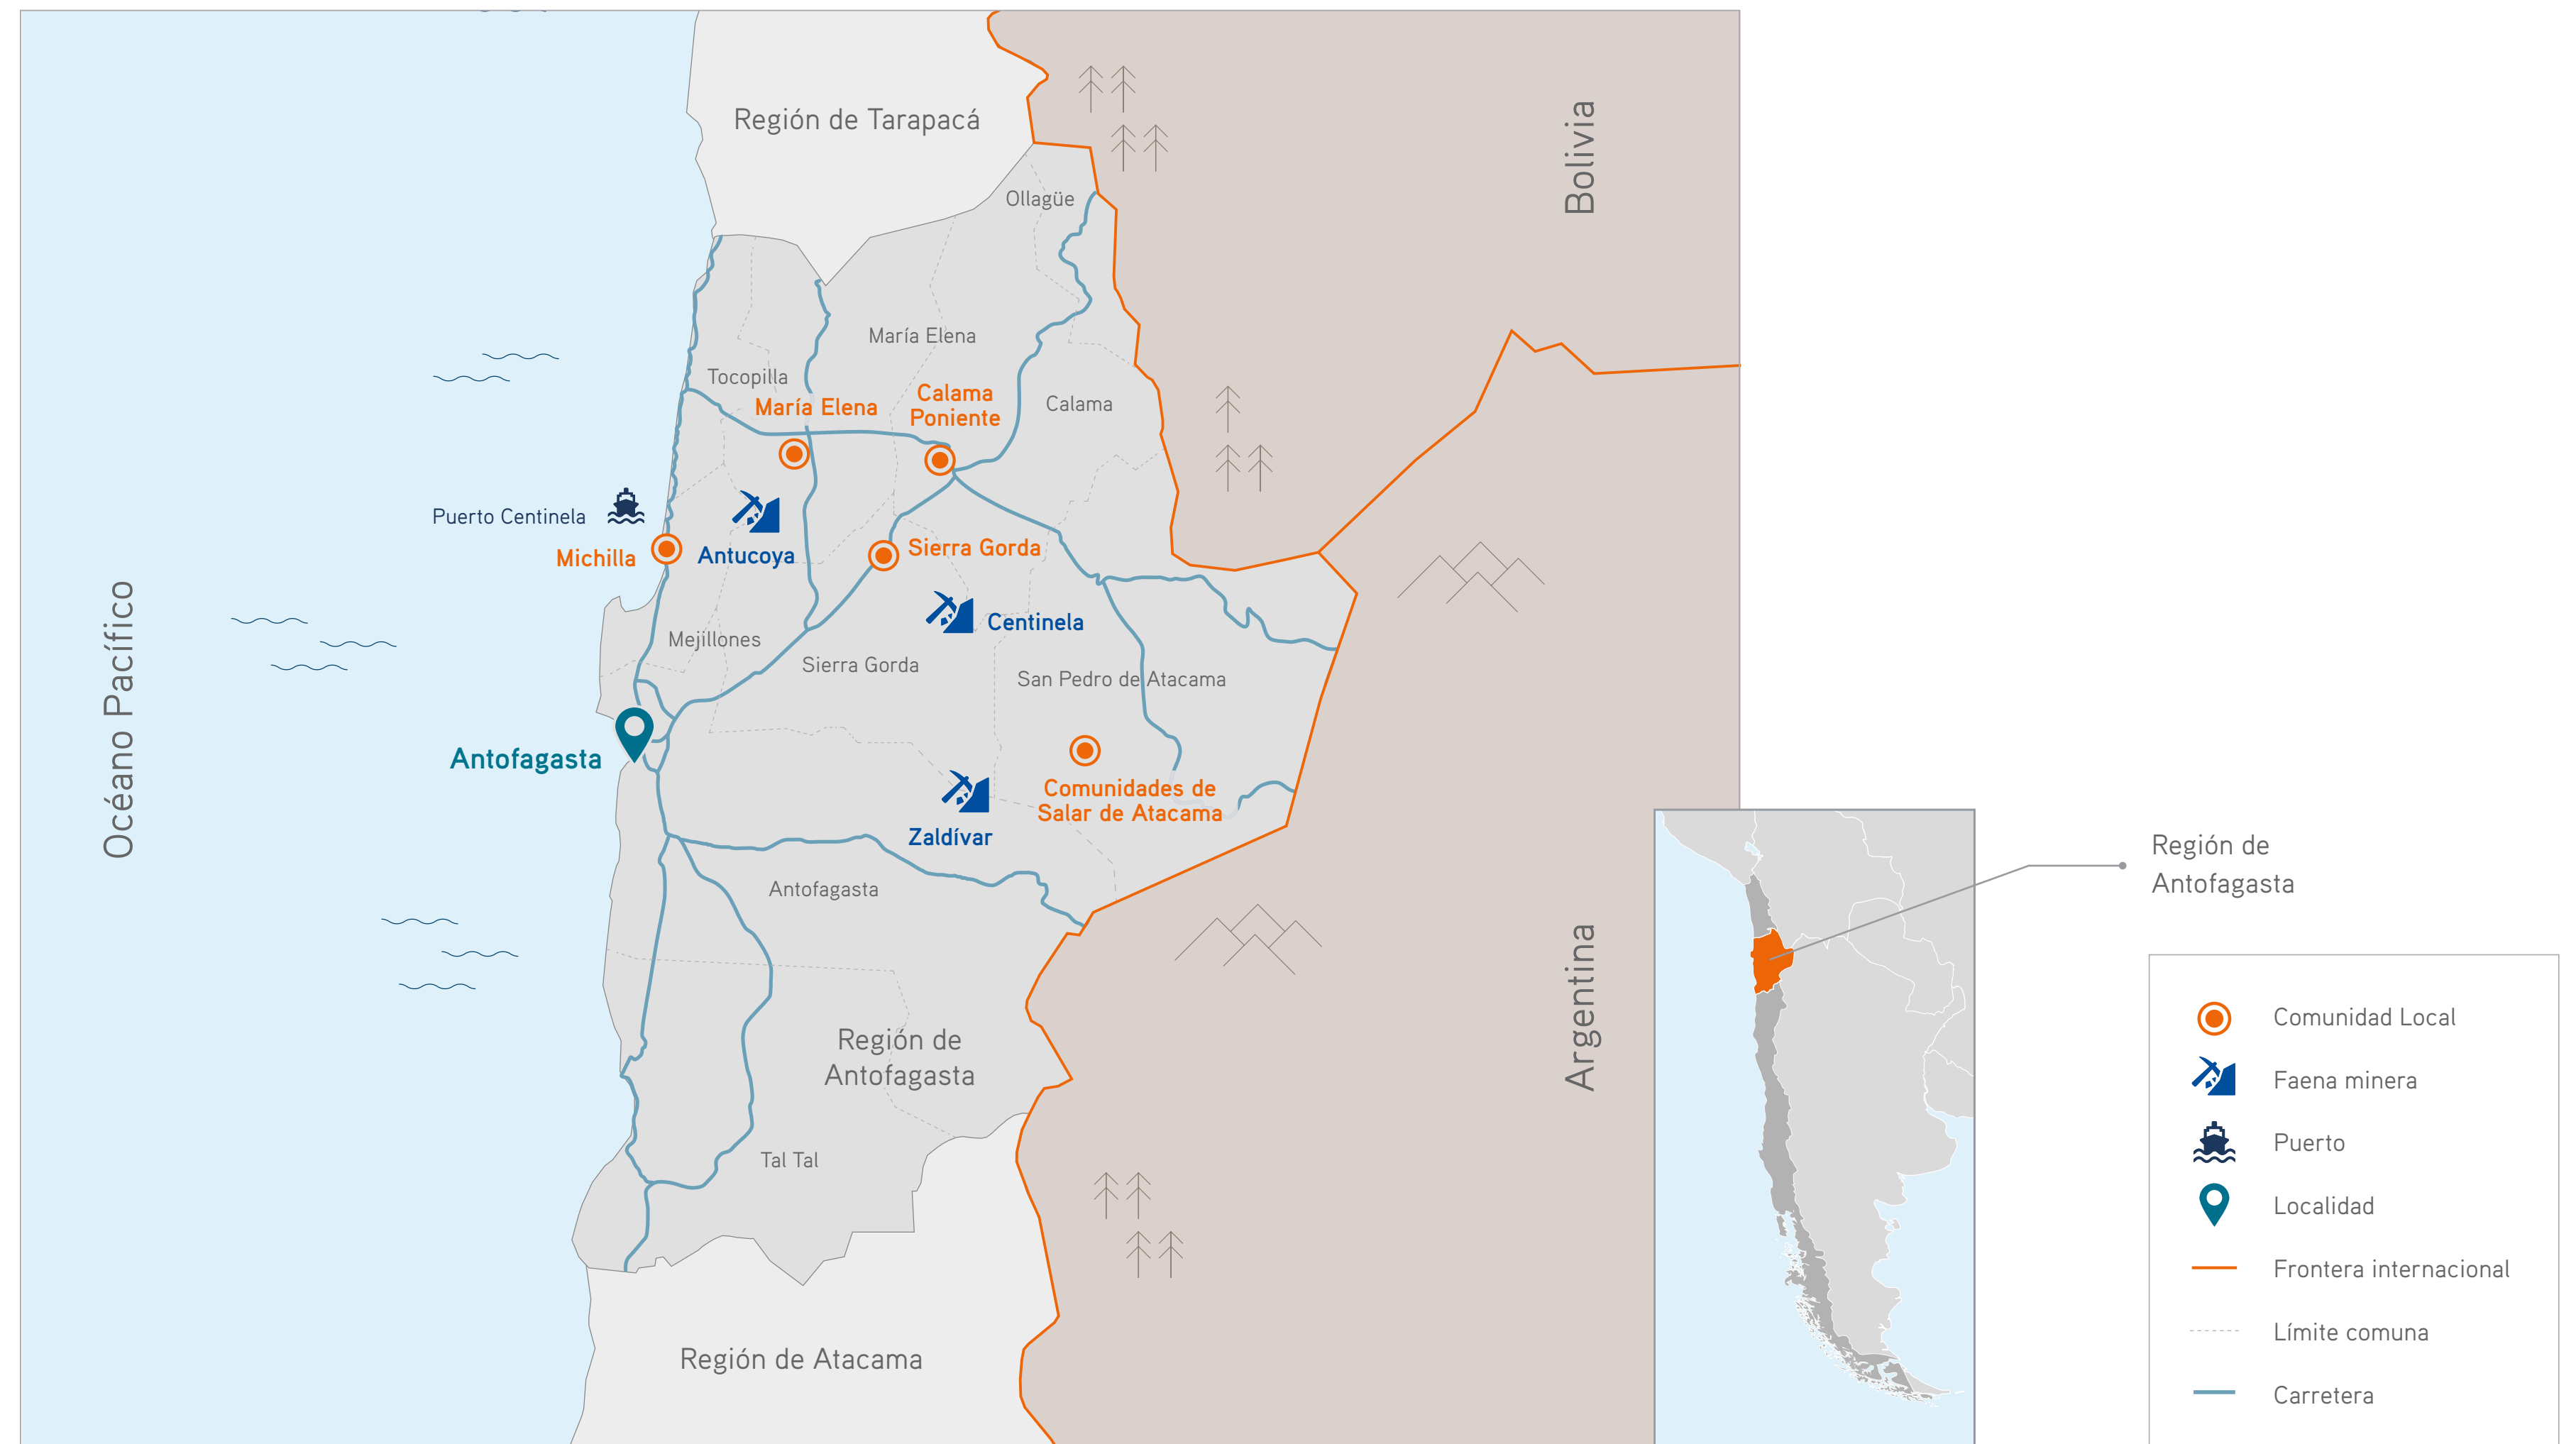 Región de Tarapacá
Bolivia
Ollagüe
María Elena
Tocopilla
María Elena
Calama
Poniente
Calama
Puerto Centinela
Michilla
Antucoya
Sierra Gorda
Centinela
Mejillones
Sierra Gorda
San Pedro de Atacama
Océano Pacífico
Antofagasta
Comunidades de
Salar de Atacama
Zaldívar
Antofagasta
Argentina
Región de
Antofagasta
Tal Tal
Región de Atacama
Región de
Antofagasta
Comunidad Local
Faena minera
Puerto
Localidad
Frontera internacional
Límite comuna
Carretera